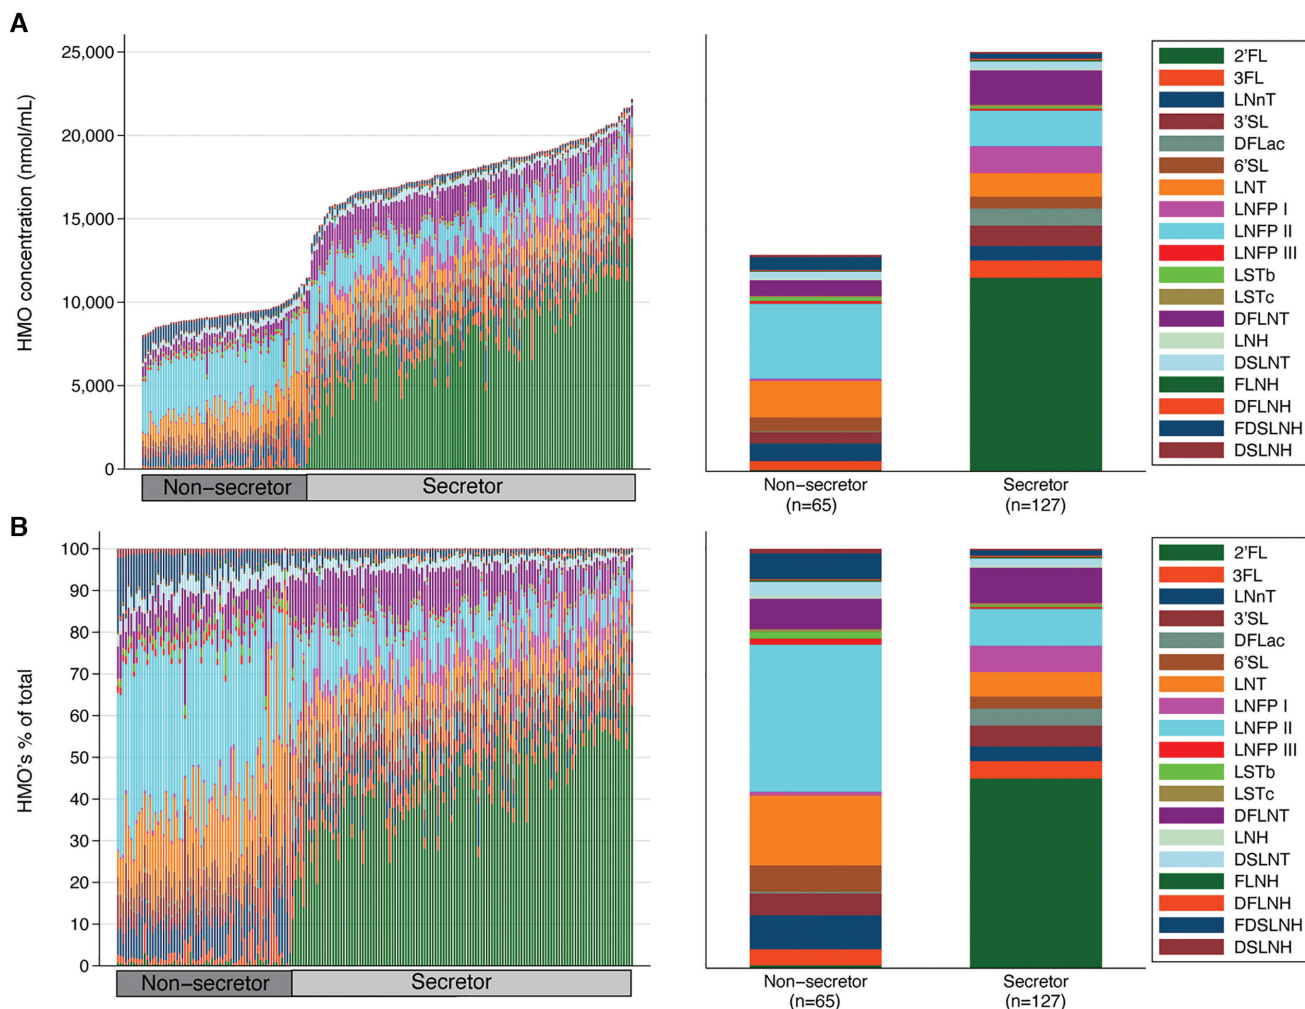 A
HMO concentration (nmol/mL)
25,000
20,000
15,000
10,000
5,000
0
Non-secretor
Secretor
Non-secretor
(n=65)
Secretor
(n=127)
2'FL
3FL
LNnT
3'SL
DFLac
6'SL
LNT
LNFP I
LNFP II
LNFP III
LSTb
LSTc
DFLNT
LNH
DSLNT
FLNH
DFLNH
FDSLNH
DSLNH
B
HMO's % of total
100
90
80
70
60
50
40
30
20
10
0
Non-secretor
Secretor
Non-secretor
(n=65)
Secretor
(n=127)
2'FL
3FL
LNnT
3'SL
DFLac
6'SL
LNT
LNFP I
LNFP II
LNFP III
LSTb
LSTc
DFLNT
LNH
DSLNT
FLNH
DFLNH
FDSLNH
DSLNH